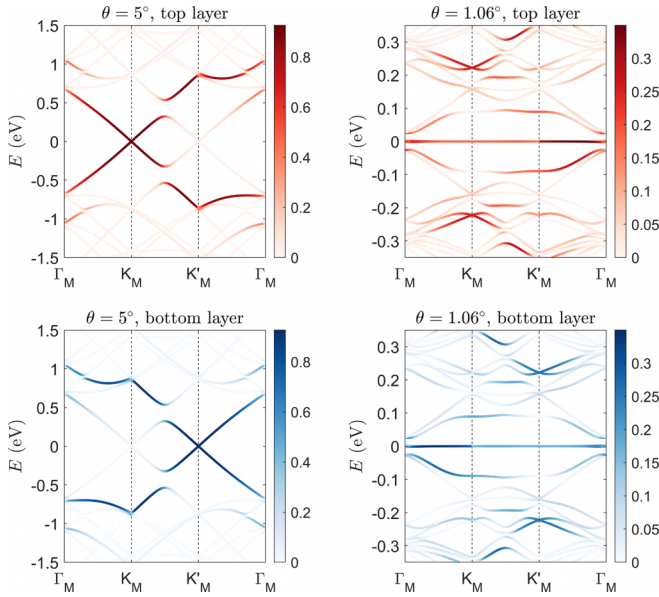 θ = 5°, top layer
1.5
1
0.5
0
-0.5
-1
-1.5
E (eV)
Γ_M
K_M
K'_M
Γ_M
0.8
0.6
0.4
0.2
0
θ = 1.06°, top layer
0.3
0.2
0.1
0
-0.1
-0.2
-0.3
E (eV)
Γ_M
K_M
K'_M
Γ_M
0.3
0.25
0.2
0.15
0.1
0.05
0
θ = 5°, bottom layer
1.5
1
0.5
0
-0.5
-1
-1.5
E (eV)
Γ_M
K_M
K'_M
Γ_M
0.8
0.6
0.4
0.2
0
θ = 1.06°, bottom layer
0.3
0.2
0.1
0
-0.1
-0.2
-0.3
E (eV)
Γ_M
K_M
K'_M
Γ_M
0.3
0.25
0.2
0.15
0.1
0.05
0